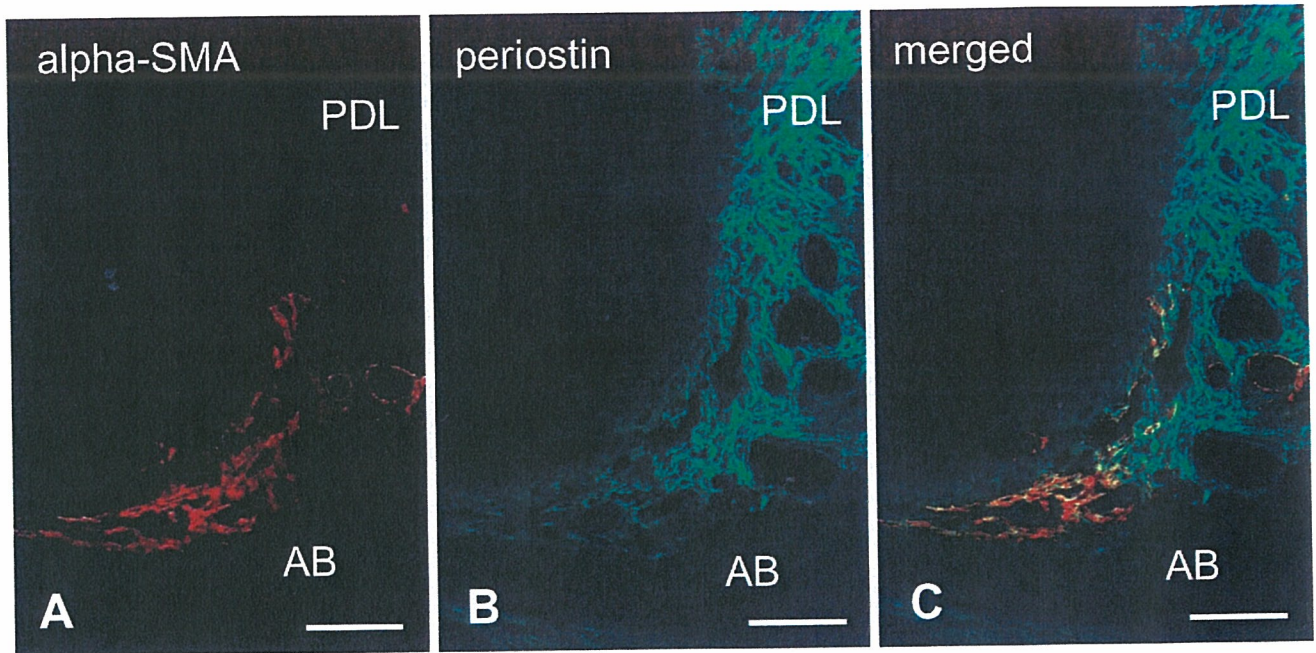 alpha-SMA
PDL
AB
A
periostin
PDL
AB
B
merged
PDL
AB
C